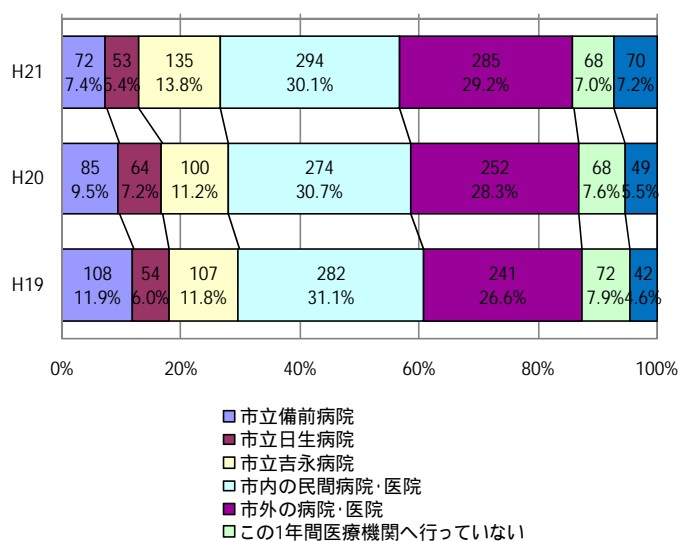 H21
72 53 135 294 285 68 70
7.4% 5.4% 13.8% 30.1% 29.2% 7.0% 7.2%
H20
85 64 100 274 252 68 49
9.5% 7.2% 11.2% 30.7% 28.3% 7.6% 5.5%
H19
108 54 107 282 241 72 42
11.9% 6.0% 11.8% 31.1% 26.6% 7.9% 4.6%
0% 20% 40% 60% 80% 100%
市立備前病院
市立日生病院
市立吉永病院
市内の民間病院・医院
市外の病院・医院
この1年間医療機関へ行っていない